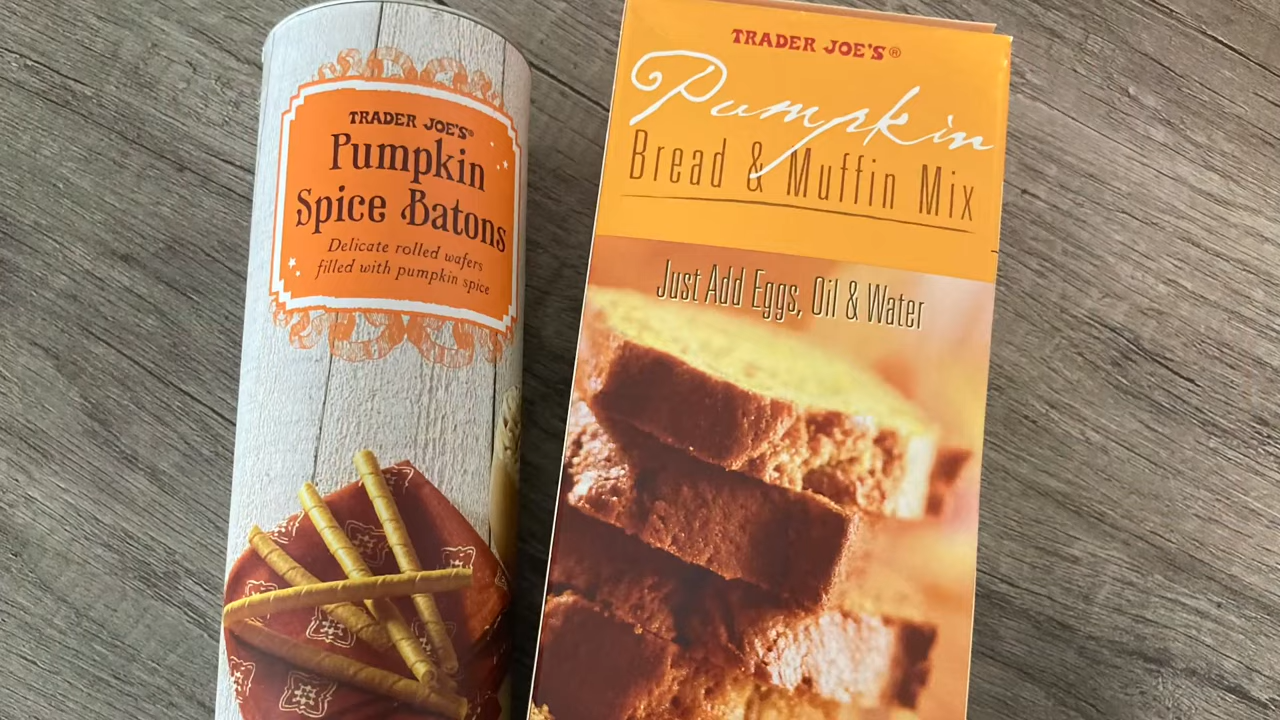 TRADER JOE'S®
Pumpkin
Spice Batons
Delicate rolled wafers
filled with pumpkin spice
TRADER JOE'S®
Pumpkin
Bread & Muffin Mix
Just Add Eggs, Oil & Water